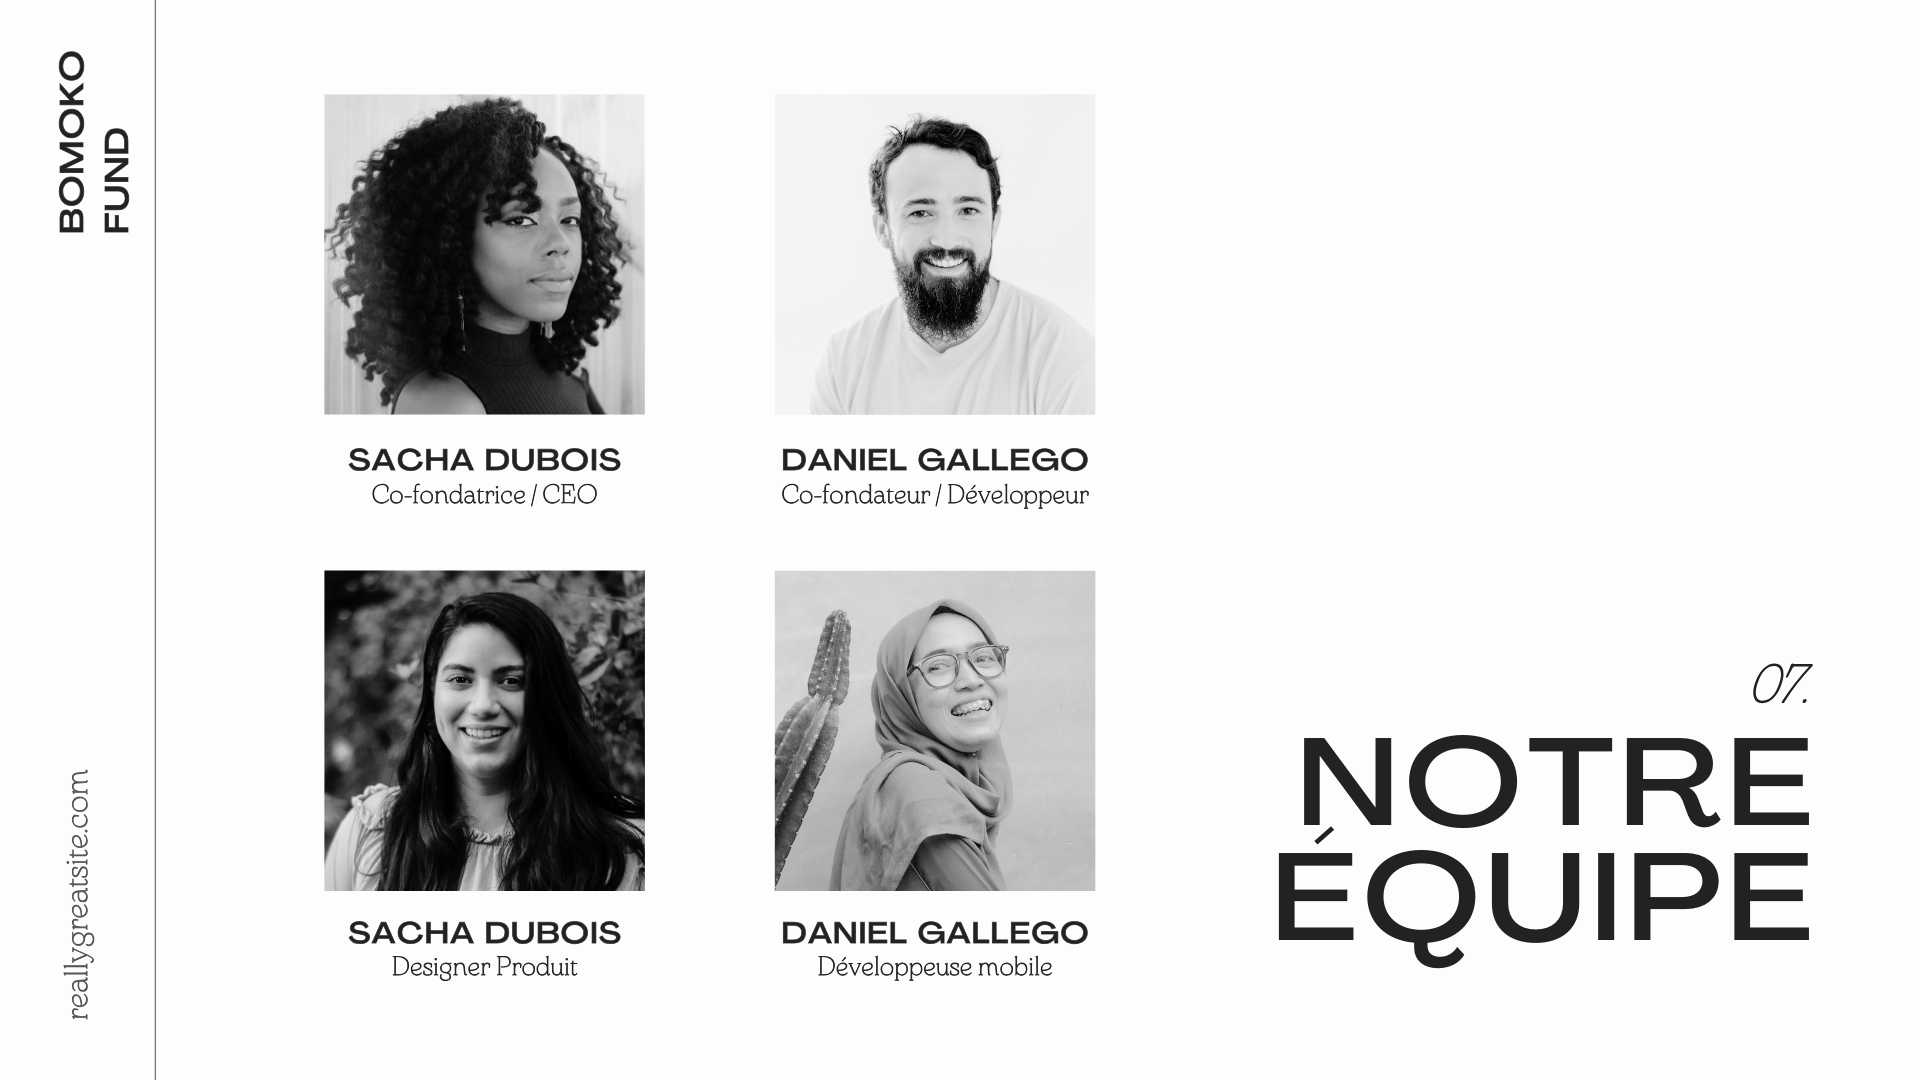 BOMOKO
FUND
reallygreatsite.com
SACHA DUBOIS
Co-fondatrice / CEO
DANIEL GALLEGO
Co-fondateur / Développeur
SACHA DUBOIS
Designer Produit
DANIEL GALLEGO
Développeuse mobile
07.
NOTRE
ÉQUIPE